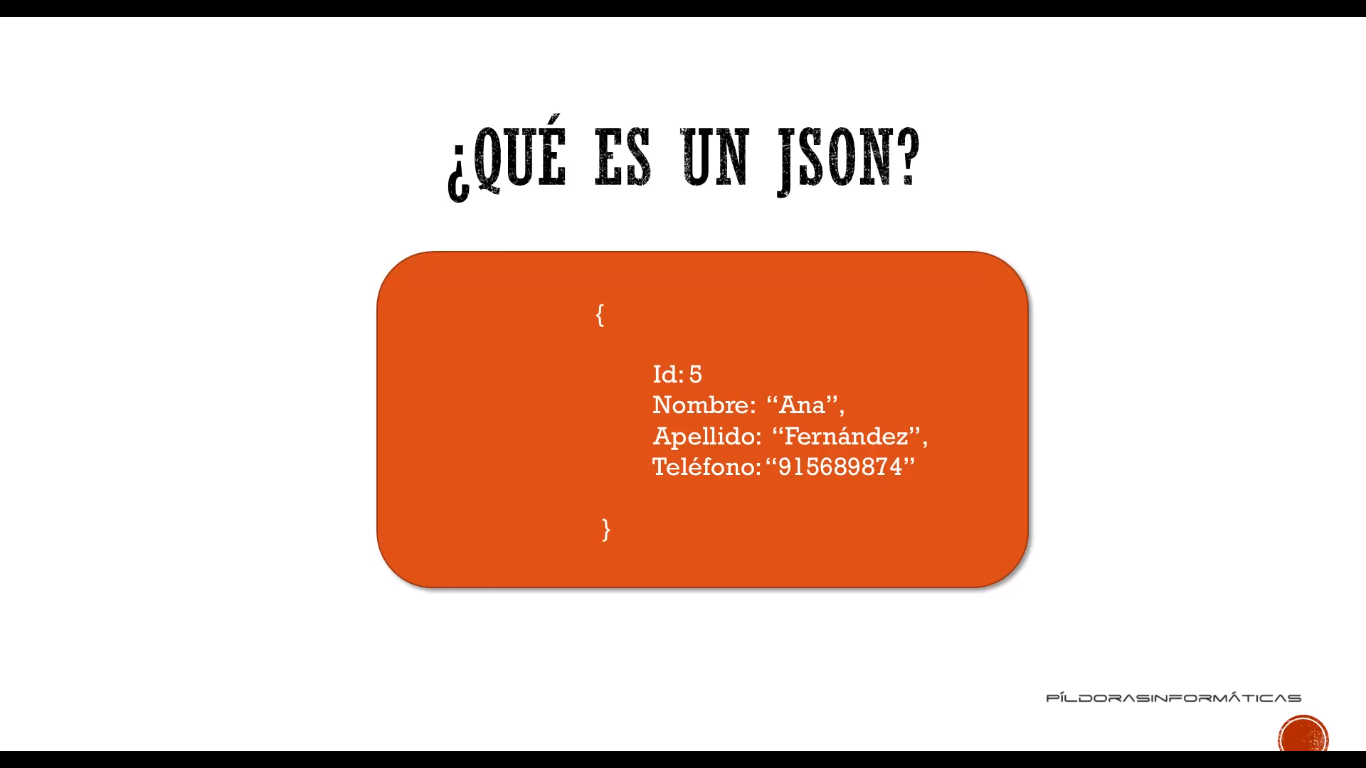 ¿QUÉ ES UN JSON?
{
Id: 5
Nombre: “Ana”,
Apellido: “Fernández”,
Teléfono: “915689874”
}
PÍLDORASINFORMÁTICAS